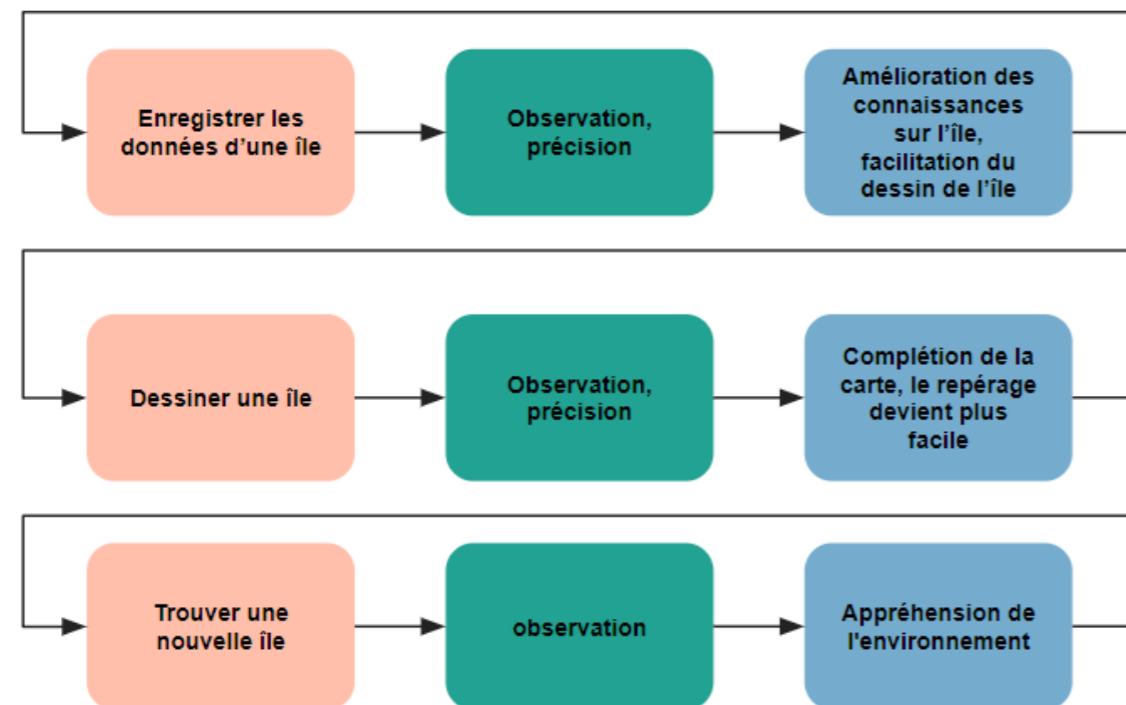 Enregistrer les
données d'une île
Observation,
précision
Amélioration des
connaissances
sur l'île,
facilitation du
dessin de l'île
Dessiner une île
Observation,
précision
Complétion de la
carte, le repérage
devient plus
facile
Trouver une
nouvelle île
observation
Appréhension de
l'environnement